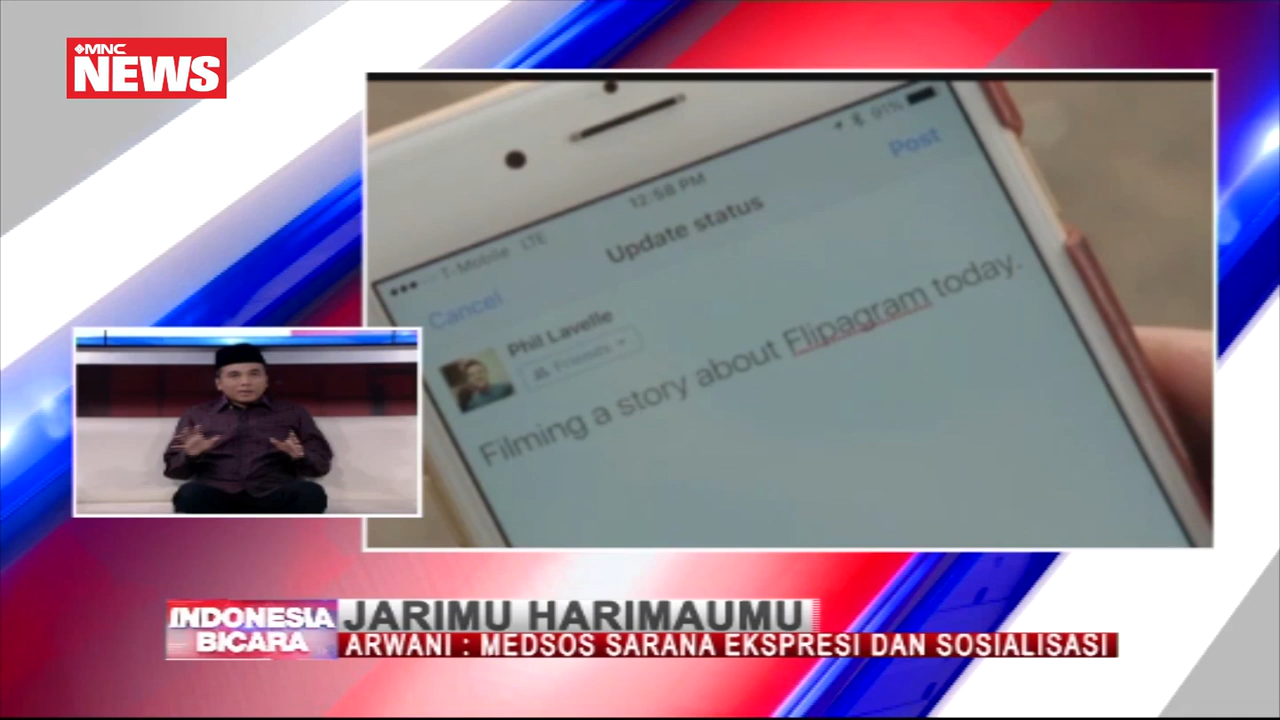 MNC
NEWS
T-Mobile LTE
12:58 PM
91%
Cancel
Update status
Post
Phil Lavelle
Friends
Filming a story about Flipagram today.
INDONESIA
BICARA
JARIMU HARIMAUMU
ARWANI : MEDSOS SARANA EKSPRESI DAN SOSIALISASI